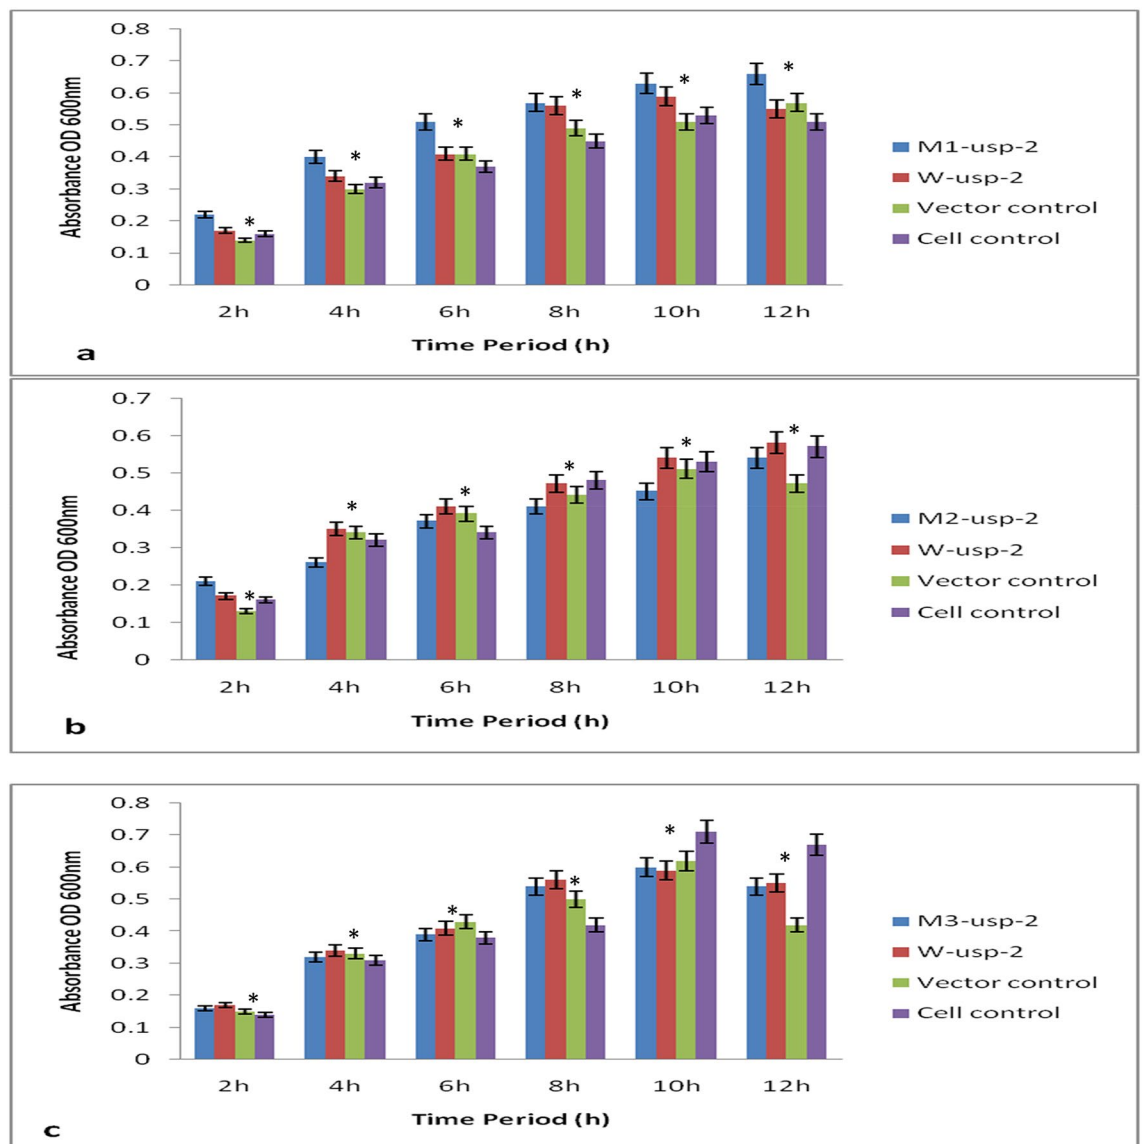 Absorbance OD 600nm
0.8
0.7
0.6
0.5
0.4
0.3
0.2
0.1
0
*
*
*
*
*
*
2h 4h 6h 8h 10h 12h
Time Period (h)
M1-usp-2
W-usp-2
Vector control
Cell control
a
Absorbance OD 600nm
0.7
0.6
0.5
0.4
0.3
0.2
0.1
0
*
*
*
*
*
*
2h 4h 6h 8h 10h 12h
Time Period (h)
M2-usp-2
W-usp-2
Vector control
Cell control
b
Absorbance OD 600nm
0.8
0.7
0.6
0.5
0.4
0.3
0.2
0.1
0
*
*
*
*
*
*
2h 4h 6h 8h 10h 12h
Time Period (h)
M3-usp-2
W-usp-2
Vector control
Cell control
c